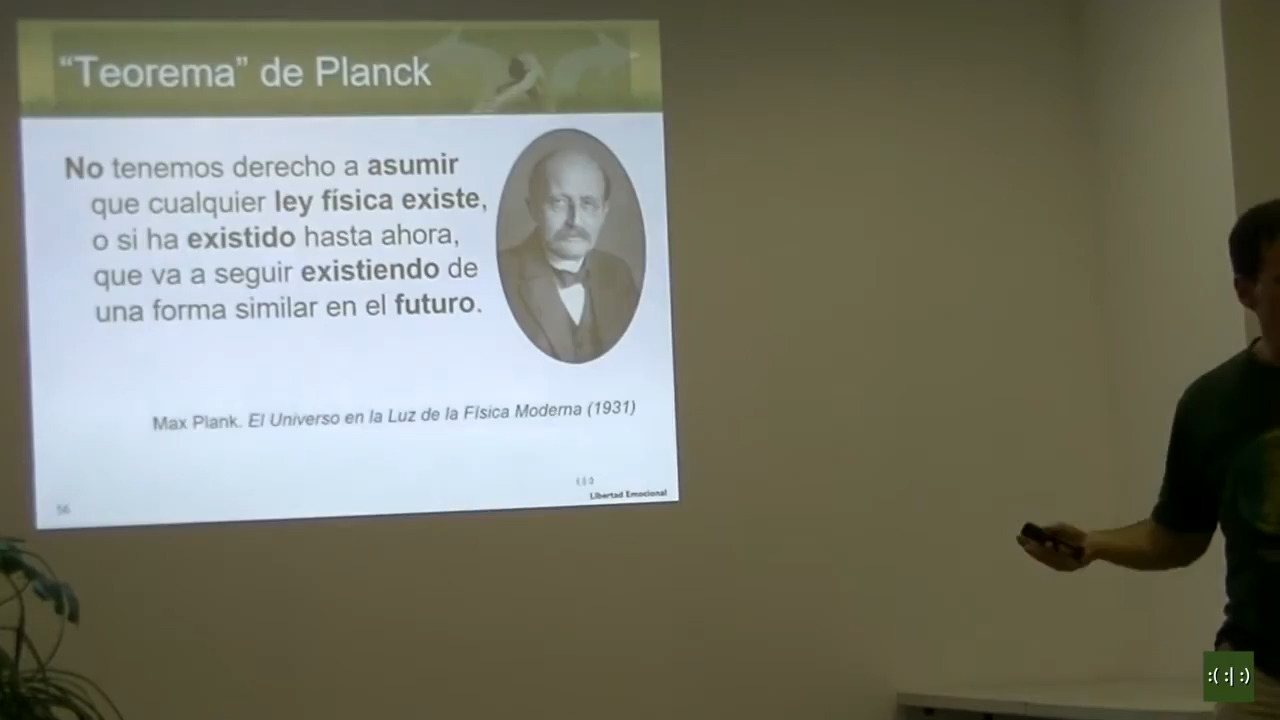 “Teorema” de Planck
No tenemos derecho a asumir
que cualquier ley física existe,
o si ha existido hasta ahora,
que va a seguir existiendo de
una forma similar en el futuro.
Max Plank. El Universo en la Luz de la Física Moderna (1931)
Libertad Emocional
56
:( :| :)